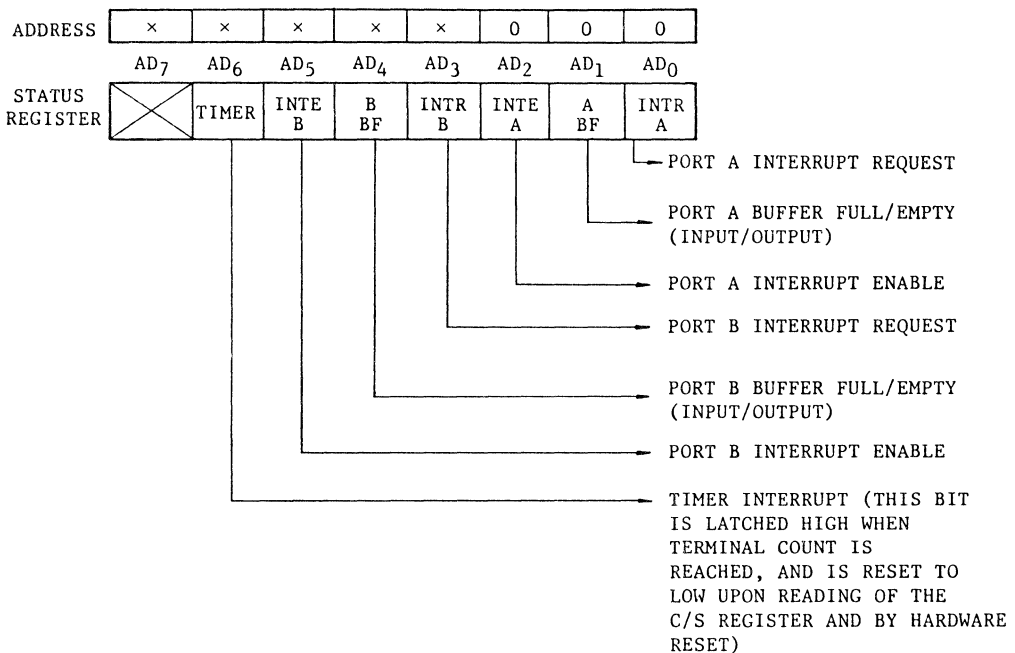 ADDRESS × × × × × 0 0 0
AD7 AD6 AD5 AD4 AD3 AD2 AD1 AD0
STATUS
REGISTER
TIMER
INTE
B
B
BF
INTR
B
INTE
A
A
BF
INTR
A
PORT A INTERRUPT REQUEST
PORT A BUFFER FULL/EMPTY
(INPUT/OUTPUT)
PORT A INTERRUPT ENABLE
PORT B INTERRUPT REQUEST
PORT B BUFFER FULL/EMPTY
(INPUT/OUTPUT)
PORT B INTERRUPT ENABLE
TIMER INTERRUPT (THIS BIT
IS LATCHED HIGH WHEN
TERMINAL COUNT IS
REACHED, AND IS RESET TO
LOW UPON READING OF THE
C/S REGISTER AND BY HARDWARE
RESET)